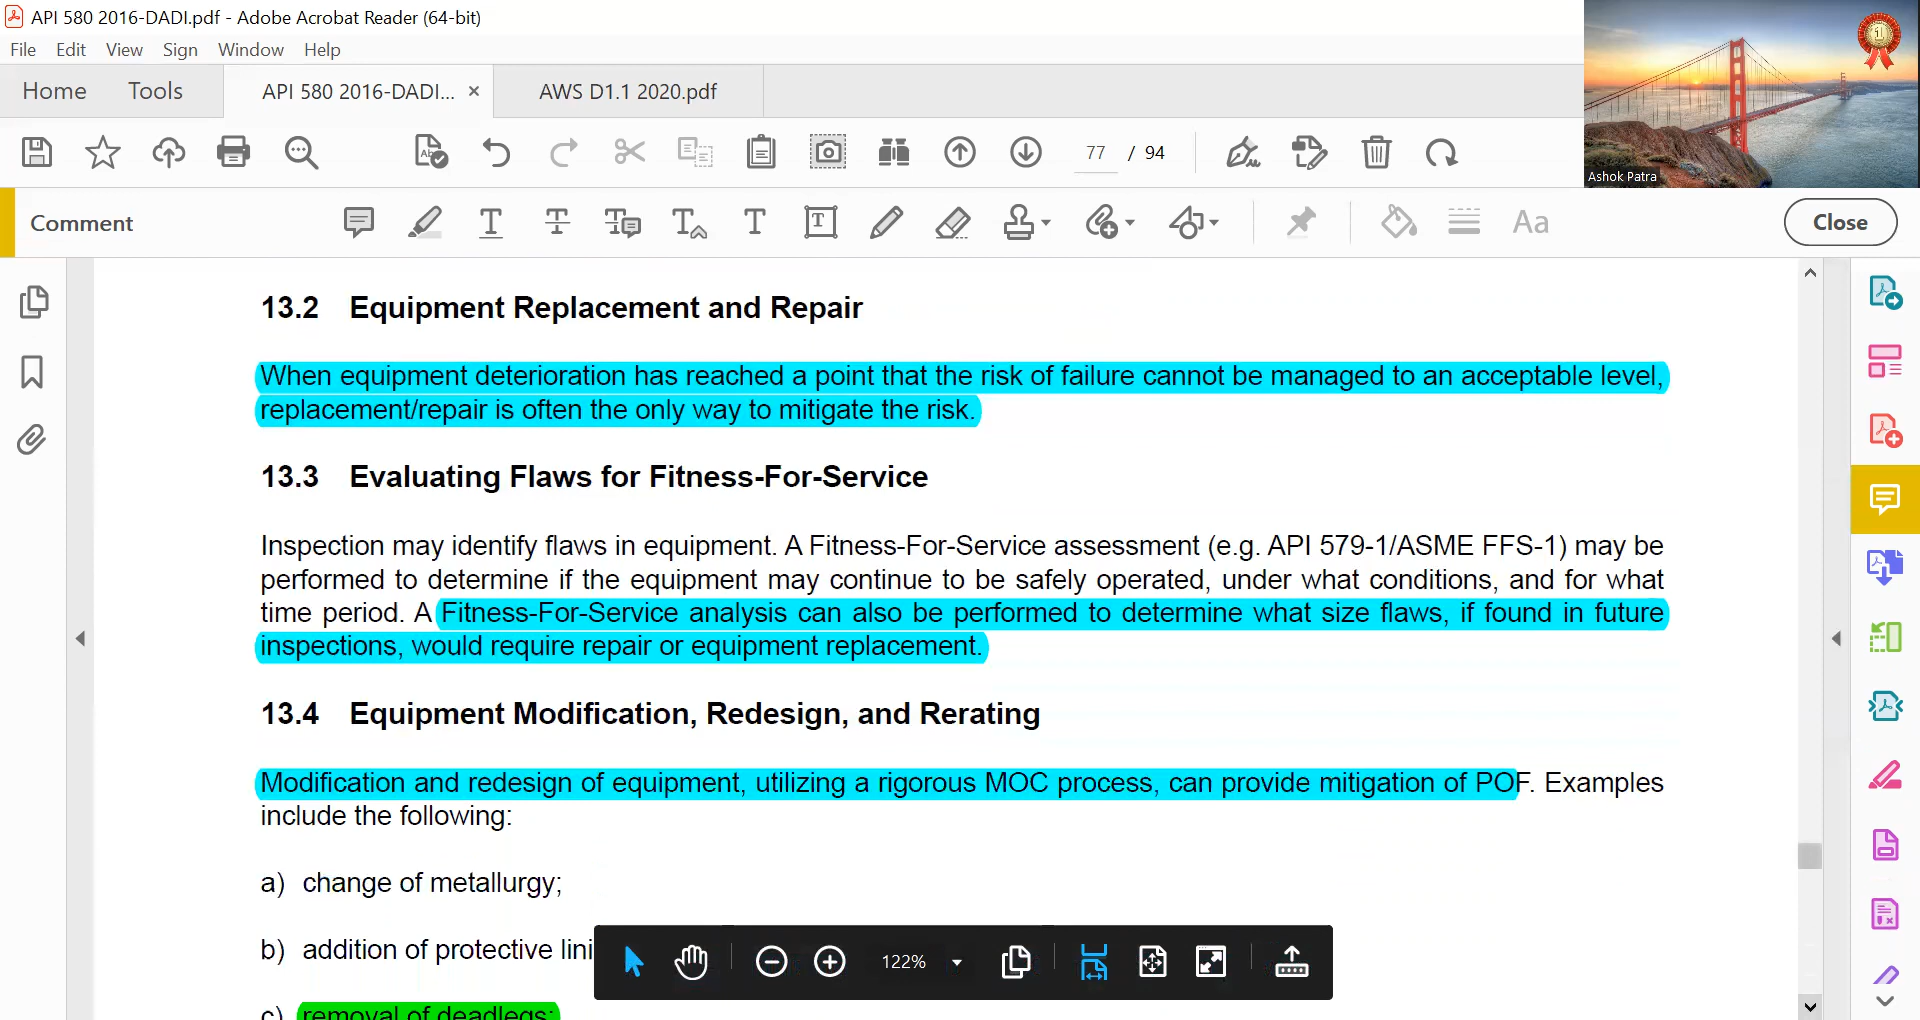 API 580 2016-DADI.pdf - Adobe Acrobat Reader (64-bit)
File Edit View Sign Window Help
Home Tools API 580 2016-DADI... × AWS D1.1 2020.pdf
77 / 94
Ashok Patra
Comment
Close
13.2 Equipment Replacement and Repair
When equipment deterioration has reached a point that the risk of failure cannot be managed to an acceptable level,
replacement/repair is often the only way to mitigate the risk.
13.3 Evaluating Flaws for Fitness-For-Service
Inspection may identify flaws in equipment. A Fitness-For-Service assessment (e.g. API 579-1/ASME FFS-1) may be
performed to determine if the equipment may continue to be safely operated, under what conditions, and for what
time period. A Fitness-For-Service analysis can also be performed to determine what size flaws, if found in future
inspections, would require repair or equipment replacement.
13.4 Equipment Modification, Redesign, and Rerating
Modification and redesign of equipment, utilizing a rigorous MOC process, can provide mitigation of POF. Examples
include the following:
a) change of metallurgy;
b) addition of protective lini
122%
c) removal of deadlegs;